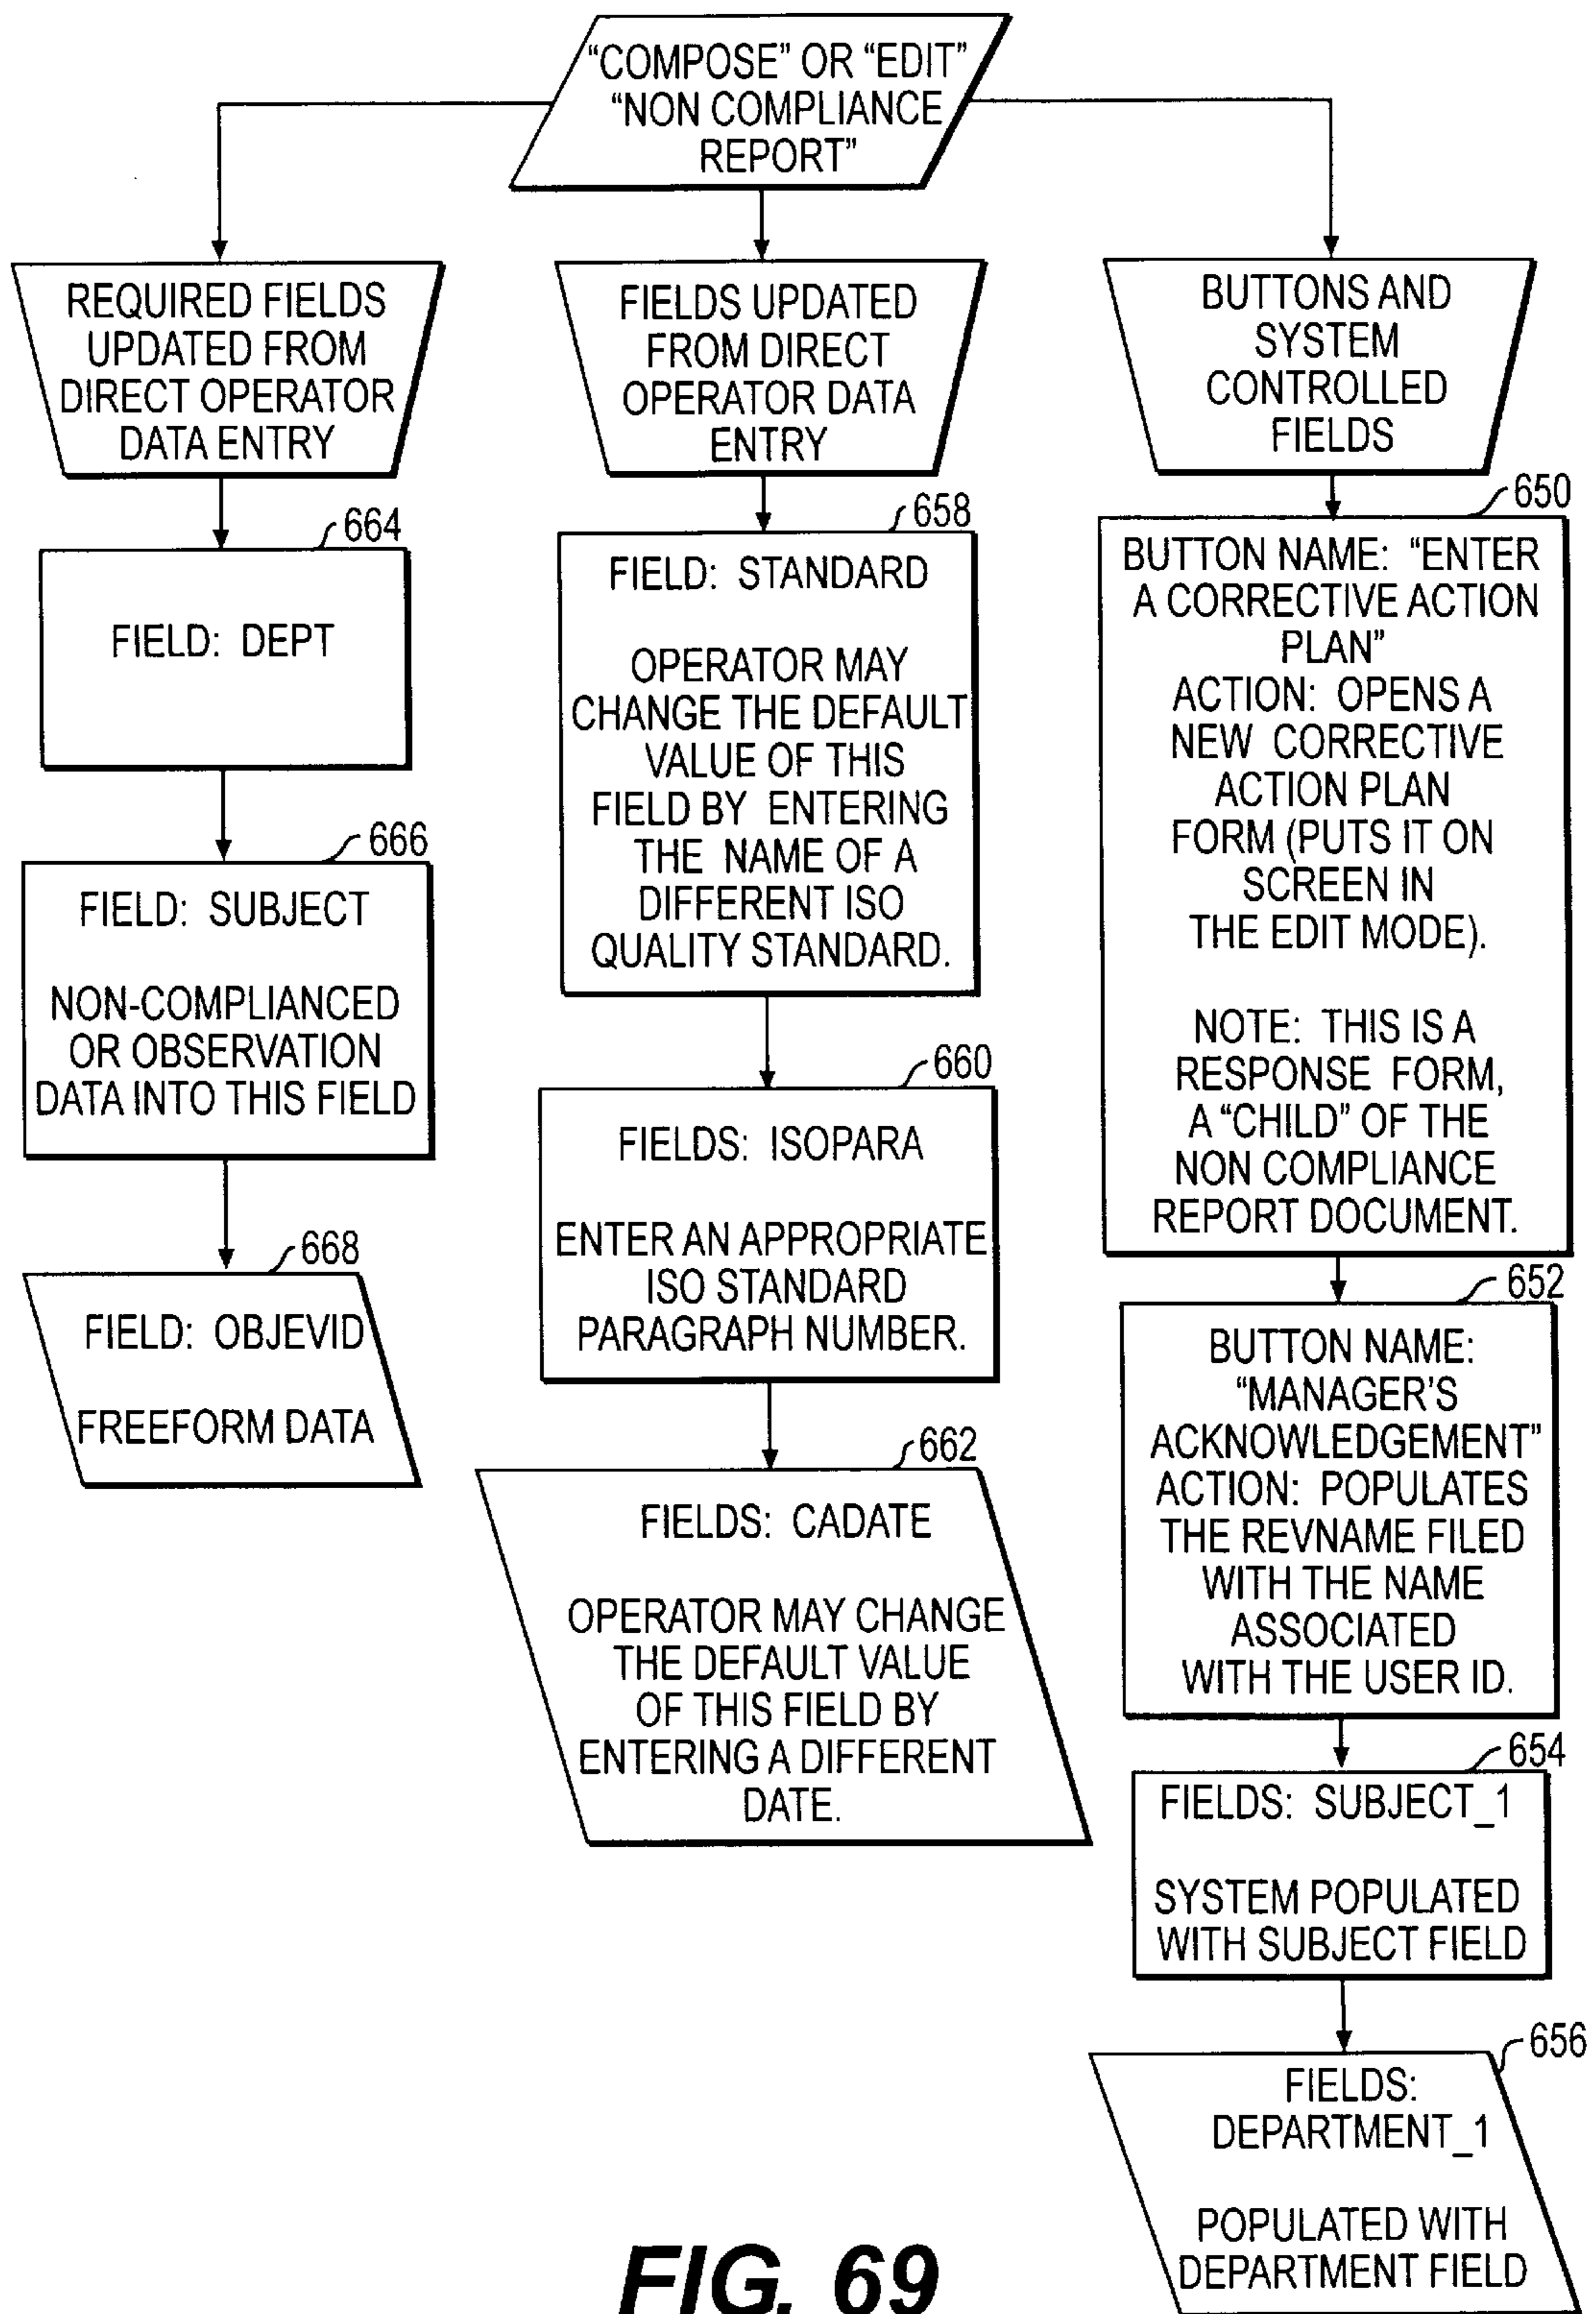 “COMPOSE” OR “EDIT”
“NON COMPLIANCE
REPORT”
REQUIRED FIELDS
UPDATED FROM
DIRECT OPERATOR
DATA ENTRY
664
FIELD: DEPT
666
FIELD: SUBJECT
NON-COMPLIANCED
OR OBSERVATION
DATA INTO THIS FIELD
668
FIELD: OBJEVID
FREEFORM DATA
FIELDS UPDATED
FROM DIRECT
OPERATOR DATA
ENTRY
658
FIELD: STANDARD
OPERATOR MAY
CHANGE THE DEFAULT
VALUE OF THIS
FIELD BY ENTERING
THE NAME OF A
DIFFERENT ISO
QUALITY STANDARD.
660
FIELDS: ISOPARA
ENTER AN APPROPRIATE
ISO STANDARD
PARAGRAPH NUMBER.
662
FIELDS: CADATE
OPERATOR MAY CHANGE
THE DEFAULT VALUE
OF THIS FIELD BY
ENTERING A DIFFERENT
DATE.
BUTTONS AND
SYSTEM
CONTROLLED
FIELDS
650
BUTTON NAME: “ENTER
A CORRECTIVE ACTION
PLAN”
ACTION: OPENS A
NEW CORRECTIVE
ACTION PLAN
FORM (PUTS IT ON
SCREEN IN
THE EDIT MODE).
NOTE: THIS IS A
RESPONSE FORM,
A “CHILD” OF THE
NON COMPLIANCE
REPORT DOCUMENT.
652
BUTTON NAME:
“MANAGER’S
ACKNOWLEDGEMENT”
ACTION: POPULATES
THE REVNAME FILED
WITH THE NAME
ASSOCIATED
WITH THE USER ID.
654
FIELDS: SUBJECT_1
SYSTEM POPULATED
WITH SUBJECT FIELD
656
FIELDS:
DEPARTMENT_1
POPULATED WITH
DEPARTMENT FIELD
FIG. 69